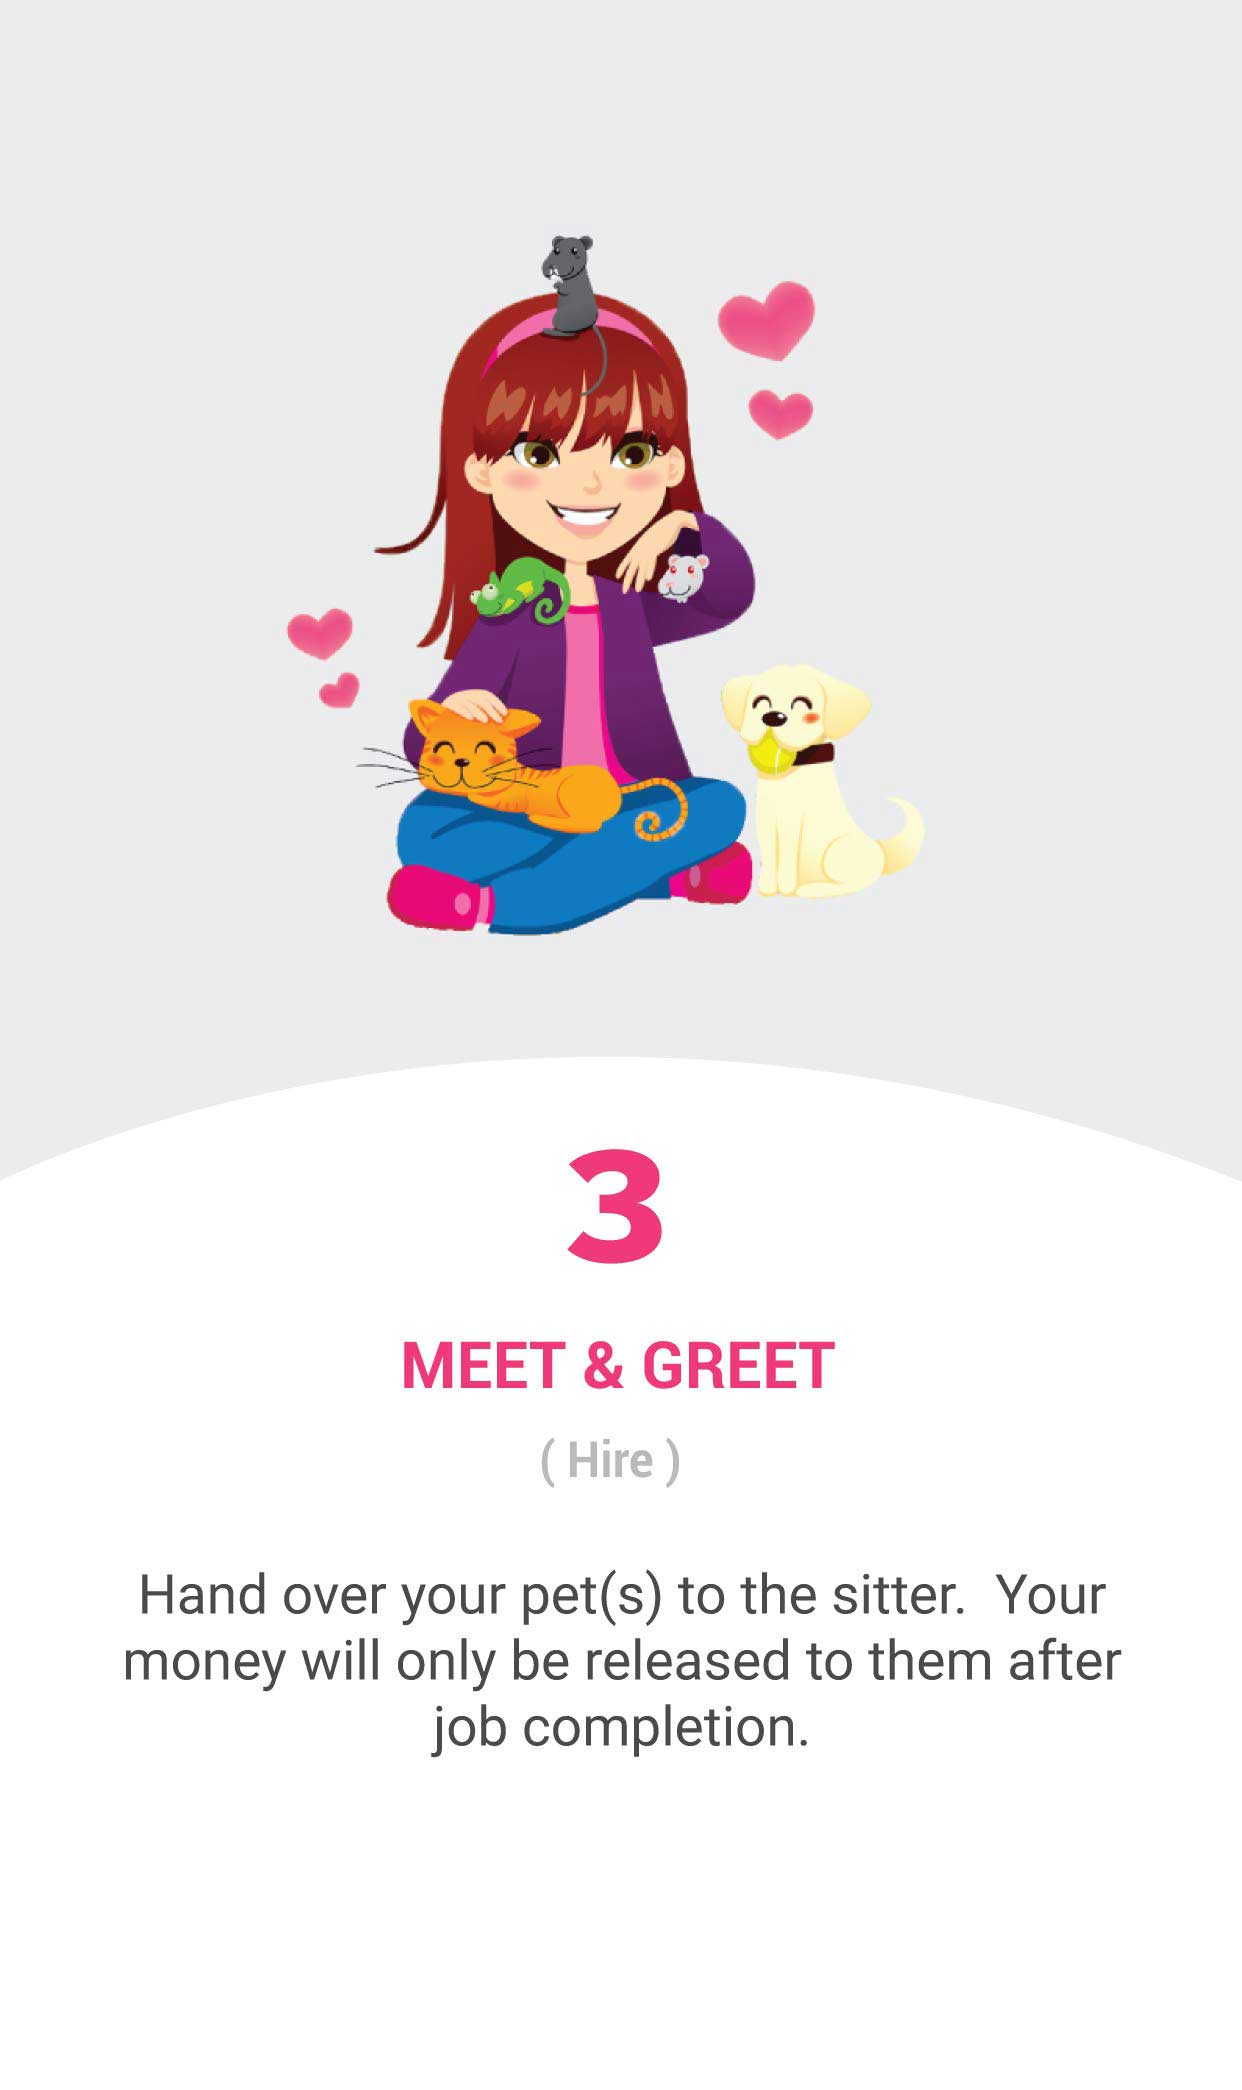 3
MEET & GREET
( Hire )
Hand over your pet(s) to the sitter.  Your
money will only be released to them after
job completion.